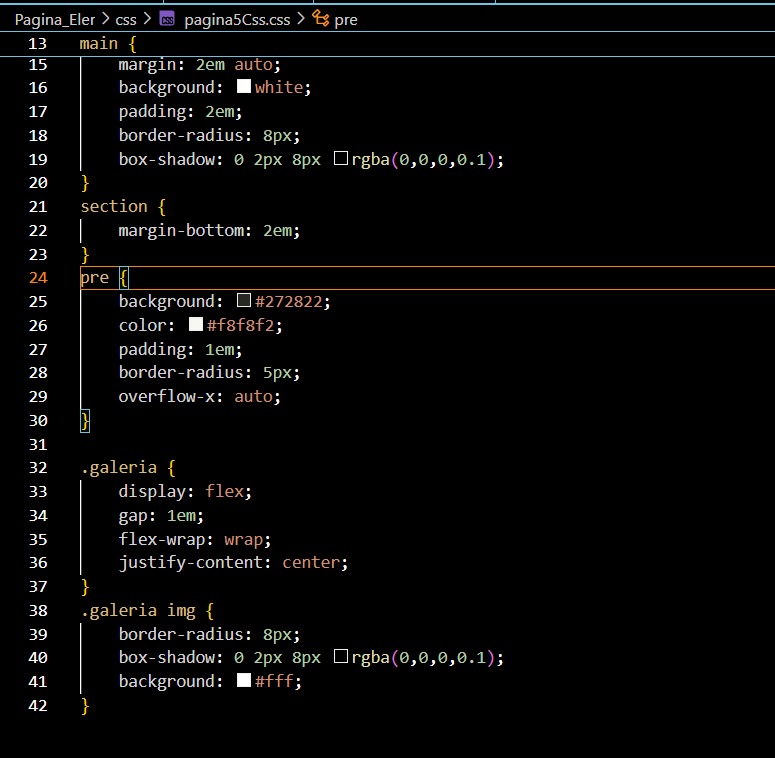 Pagina_Eler > css > pagina5Css.css > pre
13 main {
15 margin: 2em auto;
16 background: white;
17 padding: 2em;
18 border-radius: 8px;
19 box-shadow: 0 2px 8px rgba(0,0,0,0.1);
20 }
21 section {
22 margin-bottom: 2em;
23 }
24 pre {
25 background: #272822;
26 color: #f8f8f2;
27 padding: 1em;
28 border-radius: 5px;
29 overflow-x: auto;
30 }
31
32 .galeria {
33 display: flex;
34 gap: 1em;
35 flex-wrap: wrap;
36 justify-content: center;
37 }
38 .galeria img {
39 border-radius: 8px;
40 box-shadow: 0 2px 8px rgba(0,0,0,0.1);
41 background: #fff;
42 }